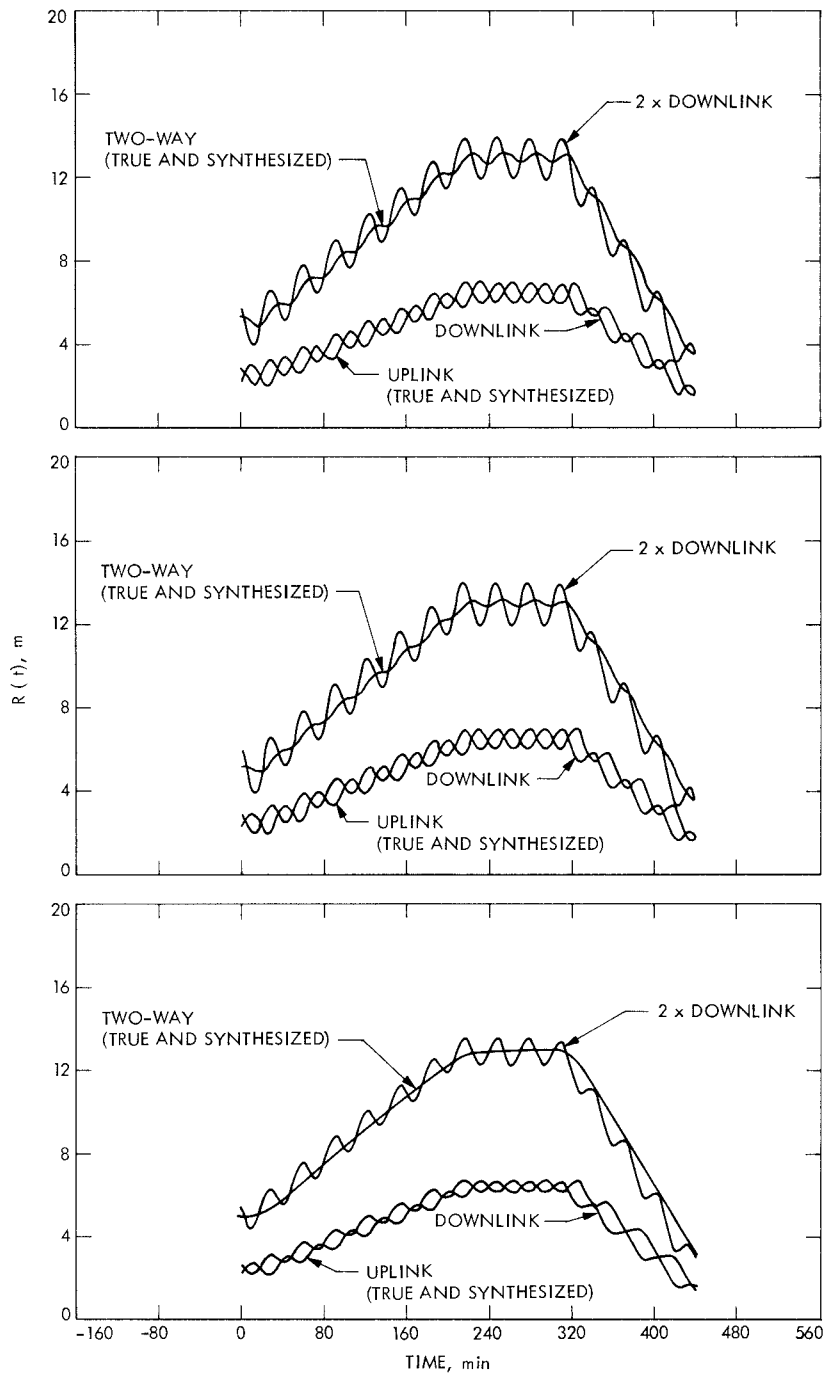 20
16
12
8
4
0
2 x DOWNLINK
TWO-WAY
(TRUE AND SYNTHESIZED)
DOWNLINK
UPLINK
(TRUE AND SYNTHESIZED)
R (t), m
20
16
12
8
4
0
2 x DOWNLINK
TWO-WAY
(TRUE AND SYNTHESIZED)
DOWNLINK
UPLINK
(TRUE AND SYNTHESIZED)
20
16
12
8
4
0
2 x DOWNLINK
TWO-WAY
(TRUE AND SYNTHESIZED)
DOWNLINK
UPLINK
(TRUE AND SYNTHESIZED)
-160 -80 0 80 160 240 320 400 480 560
TIME, min